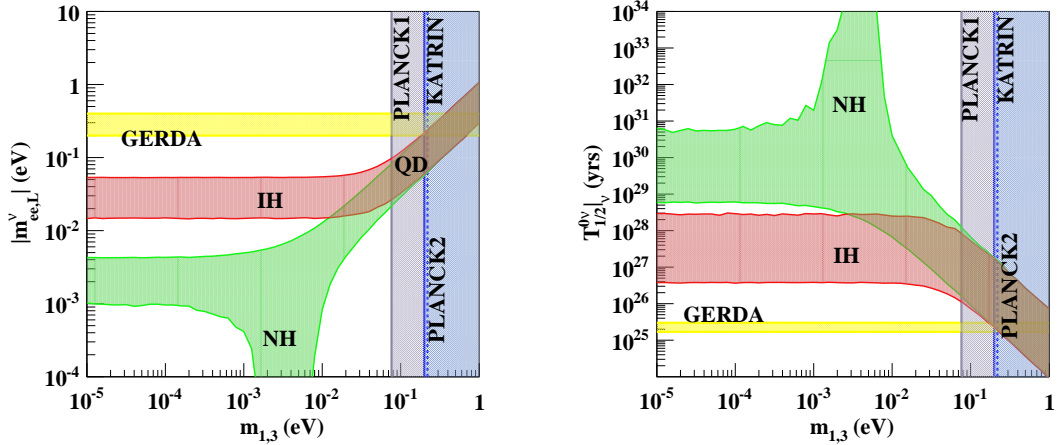 10
1
10^-1
10^-2
10^-3
10^-4
|m^ν_ee,L| (eV)
GERDA
IH
NH
QD
PLANCK1
KATRIN
PLANCK2
10^-5 10^-4 10^-3 10^-2 10^-1 1
m_1,3 (eV)
10^34
10^33
10^32
10^31
10^30
10^29
10^28
10^27
10^26
10^25
T^0ν_1/2|_ν (yrs)
NH
IH
GERDA
PLANCK1
KATRIN
PLANCK2
10^-5 10^-4 10^-3 10^-2 10^-1 1
m_1,3 (eV)